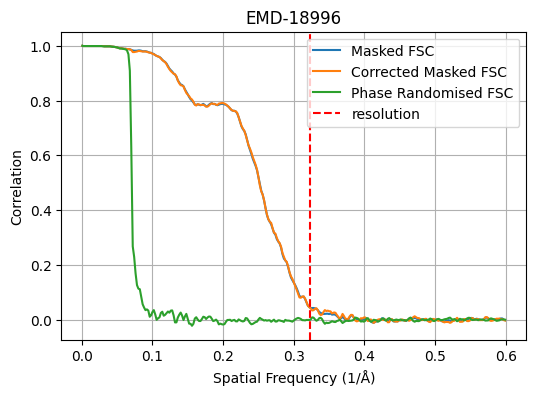 EMD-18996
Masked FSC
Corrected Masked FSC
Phase Randomised FSC
resolution
Correlation
1.0
0.8
0.6
0.4
0.2
0.0
0.0 0.1 0.2 0.3 0.4 0.5 0.6
Spatial Frequency (1/Å)